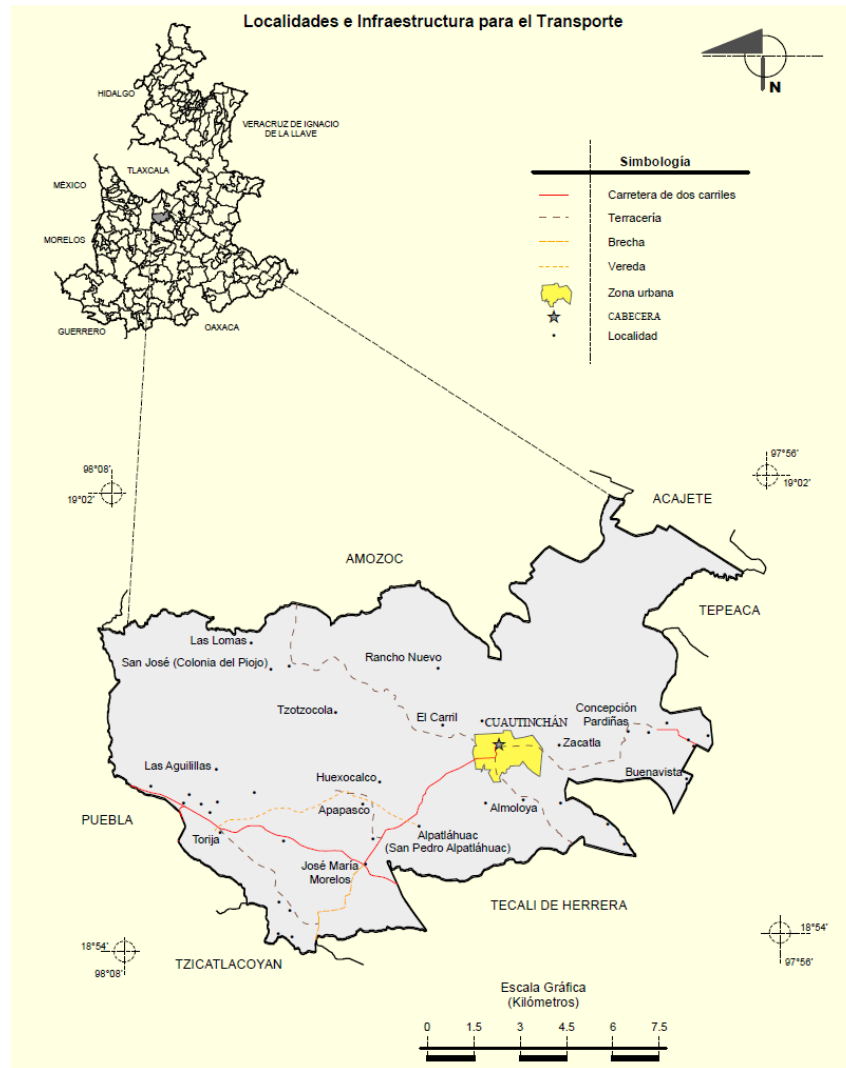 Localidades e Infraestructura para el Transporte
N
HIDALGO
VERACRUZ DE IGNACIO
DE LA LLAVE
TLAXCALA
MÉXICO
MORELOS
GUERRERO
OAXACA
Simbología
Carretera de dos carriles
Terracería
Brecha
Vereda
Zona urbana
CABECERA
Localidad
98°08'
19°02'
97°56'
19°02'
ACAJETE
AMOZOC
TEPEACA
Las Lomas
San José (Colonia del Piojo)
Rancho Nuevo
Tzotzocola
El Carril
CUAUTINCHÁN
Concepción
Pardiñas
Zacatla
Las Aguilillas
Huexocalco
Buenavista
Apapasco
Almoloya
PUEBLA
Torija
Alpatláhuac
(San Pedro Alpatláhuac)
José María
Morelos
TECALI DE HERRERA
18°54'
98°08'
TZICATLACOYAN
18°54'
97°56'
Escala Gráfica
(Kilómetros)
0 1.5 3 4.5 6 7.5